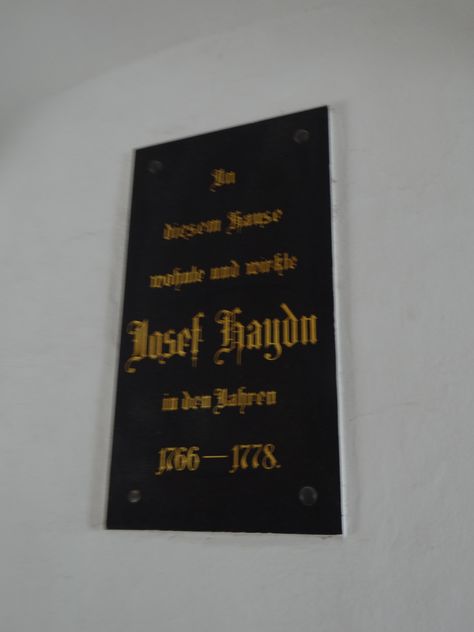 In
diesem Hause
wohnte und wirkte
Josef Haydn
in den Jahren
1766—1778.